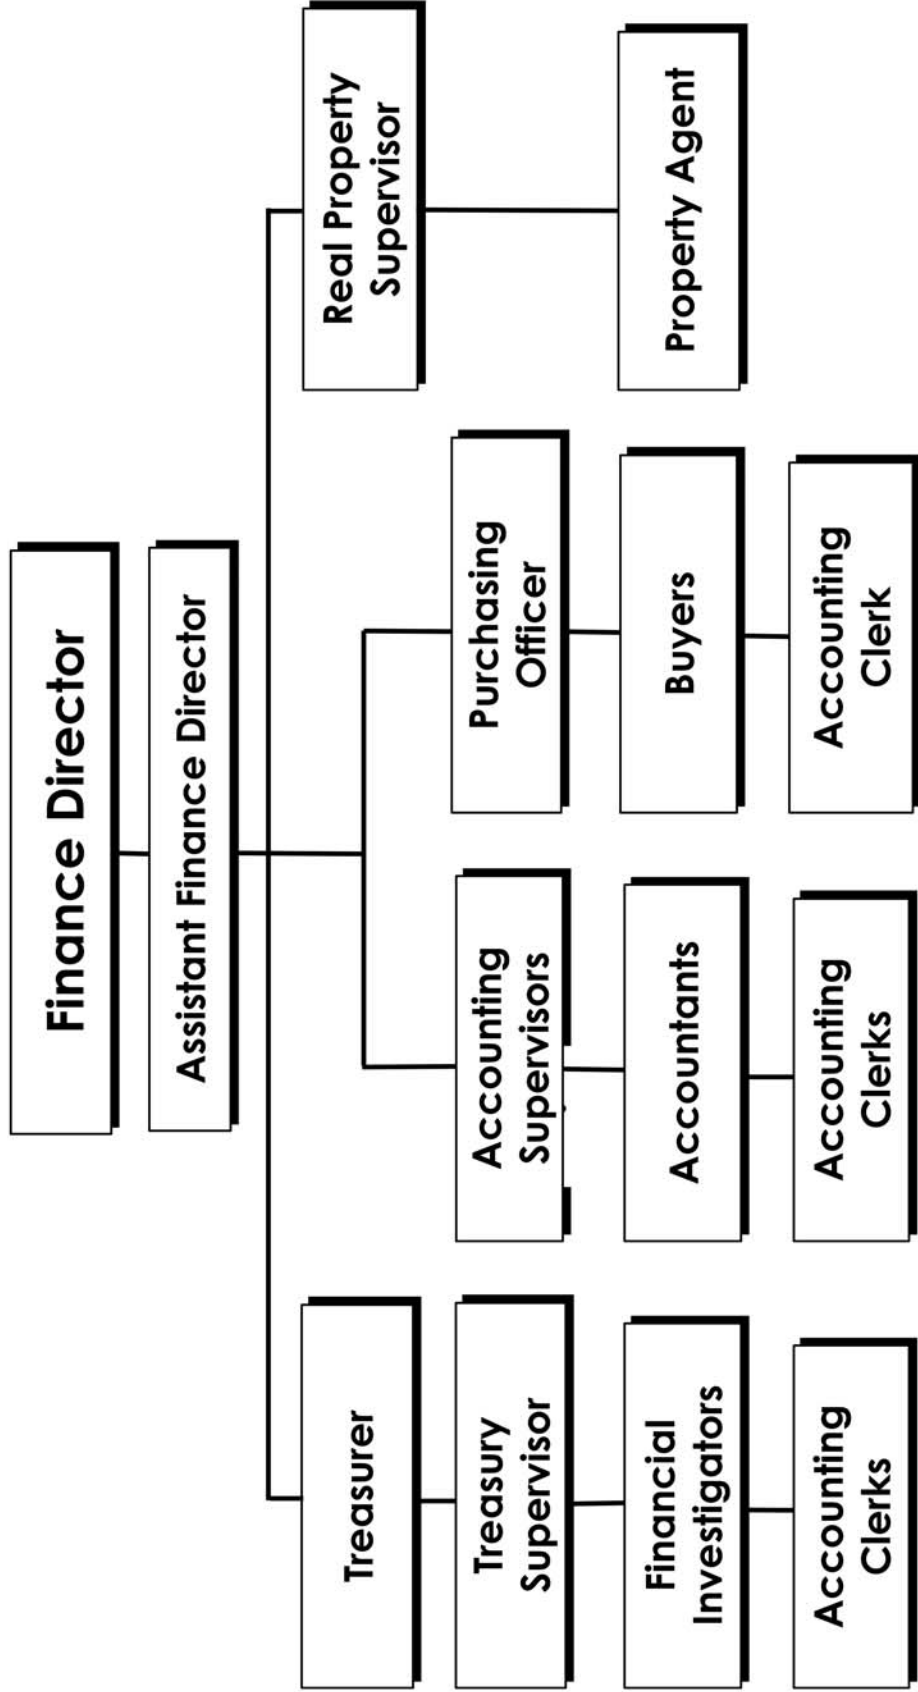 Finance Director
Assistant Finance Director
Treasurer
Real Property
Supervisor
Treasury
Supervisor
Accounting
Supervisors
Purchasing
Officer
Financial
Investigators
Accountants
Buyers
Property Agent
Accounting
Clerks
Accounting
Clerks
Accounting
Clerk